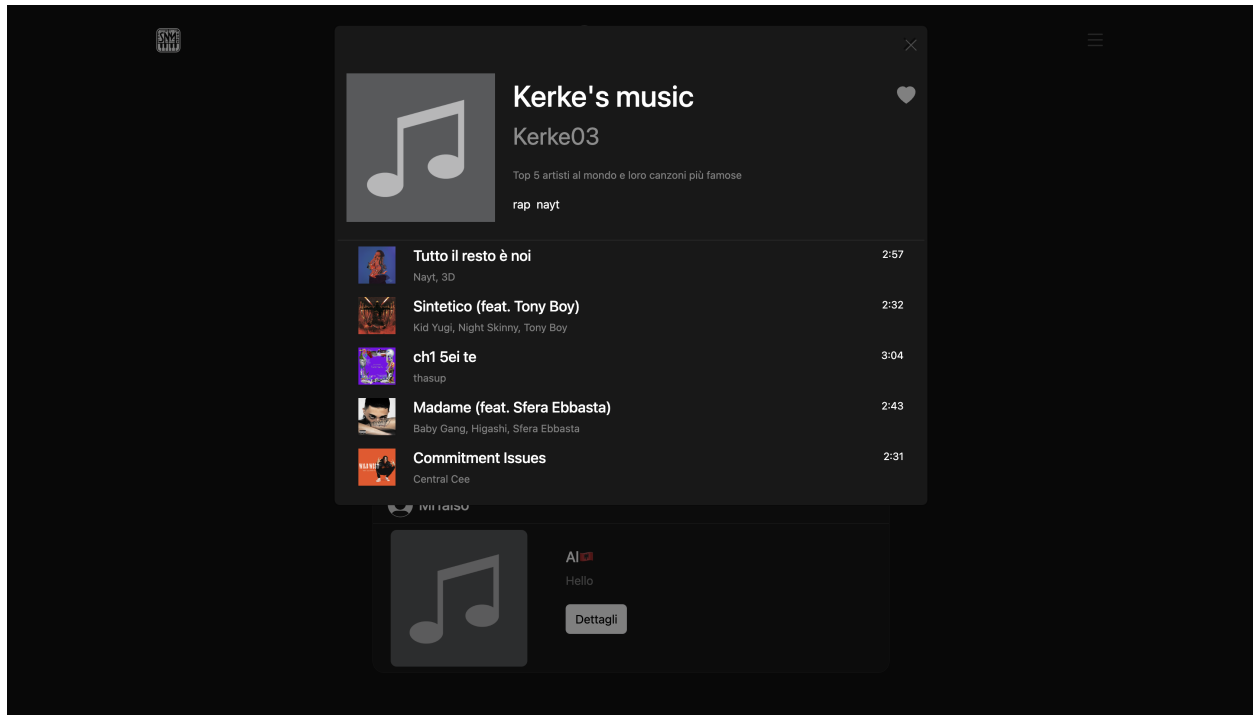 SNM
Kerke's music
Kerke03
Top 5 artisti al mondo e loro canzoni più famose
rap nayt
Tutto il resto è noi 2:57
Nayt, 3D
Sintetico (feat. Tony Boy) 2:32
Kid Yugi, Night Skinny, Tony Boy
ch1 5ei te 3:04
thasup
Madame (feat. Sfera Ebbasta) 2:43
Baby Gang, Higashi, Sfera Ebbasta
Commitment Issues 2:31
Central Cee
Al🇦🇱
Hello
Dettagli